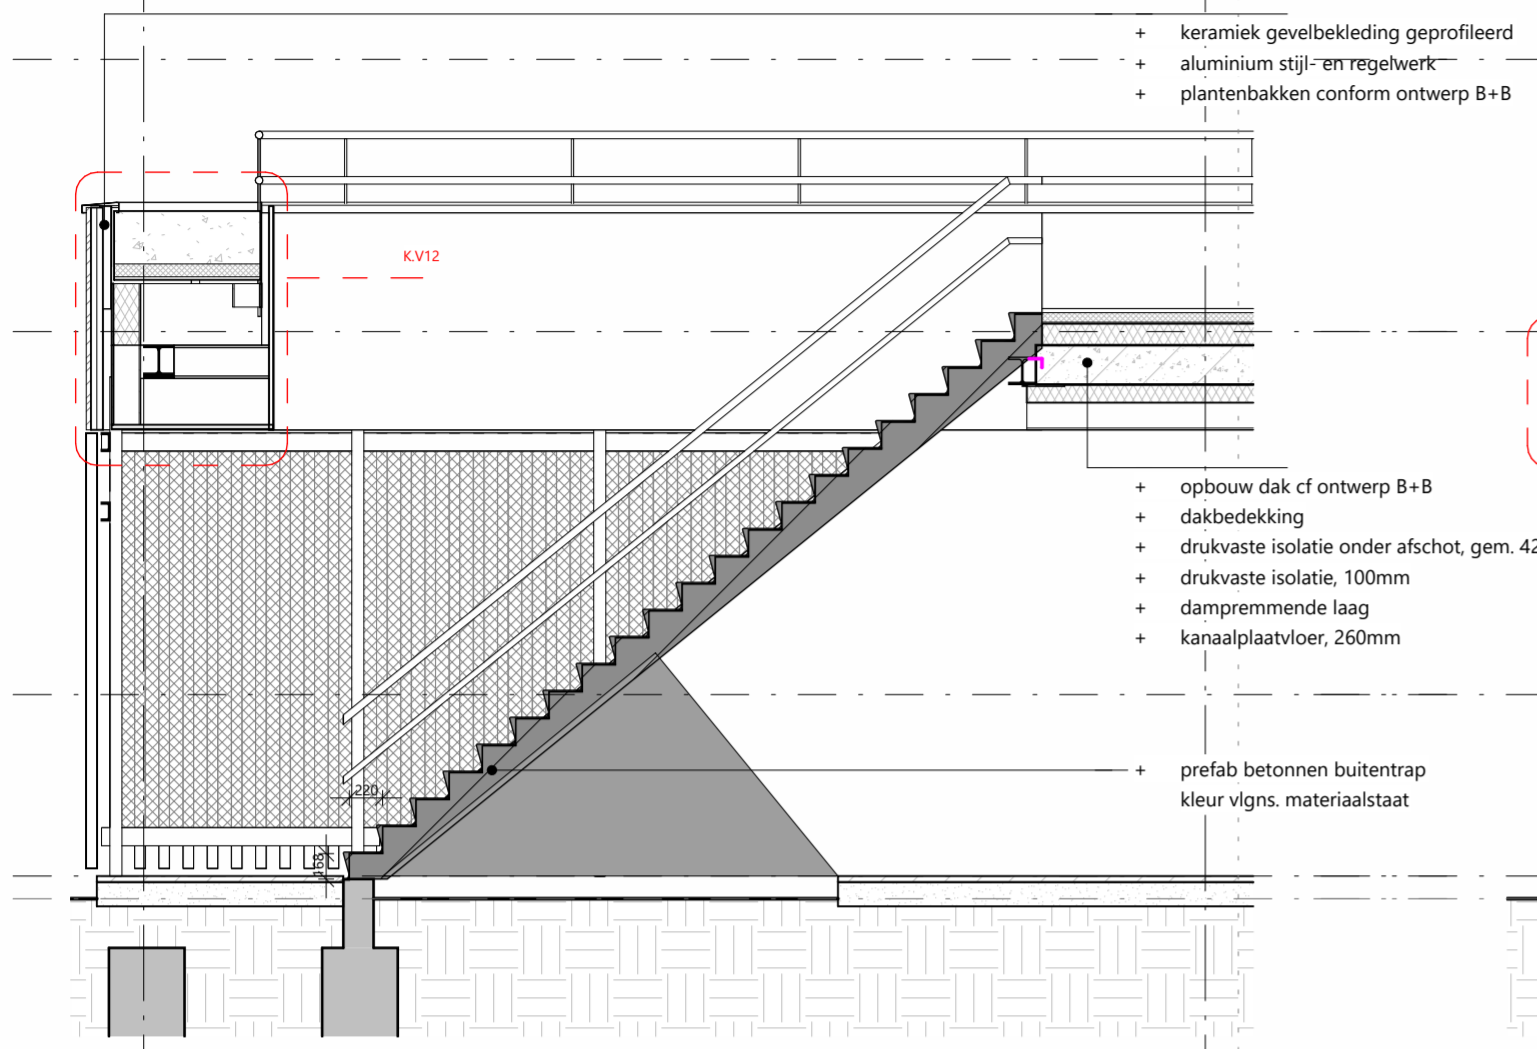 + keramiek gevelbekleding geprofileerd
+ aluminium stijl- en regelwerk
+ plantenbakken conform ontwerp B+B
K.V12
+ opbouw dak cf ontwerp B+B
+ dakbedekking
+ drukvaste isolatie onder afschot, gem. 42
+ drukvaste isolatie, 100mm
+ dampremmende laag
+ kanaalplaatvloer, 260mm
+ prefab betonnen buitentrap
kleur vlgns. materiaalstaat
220
168